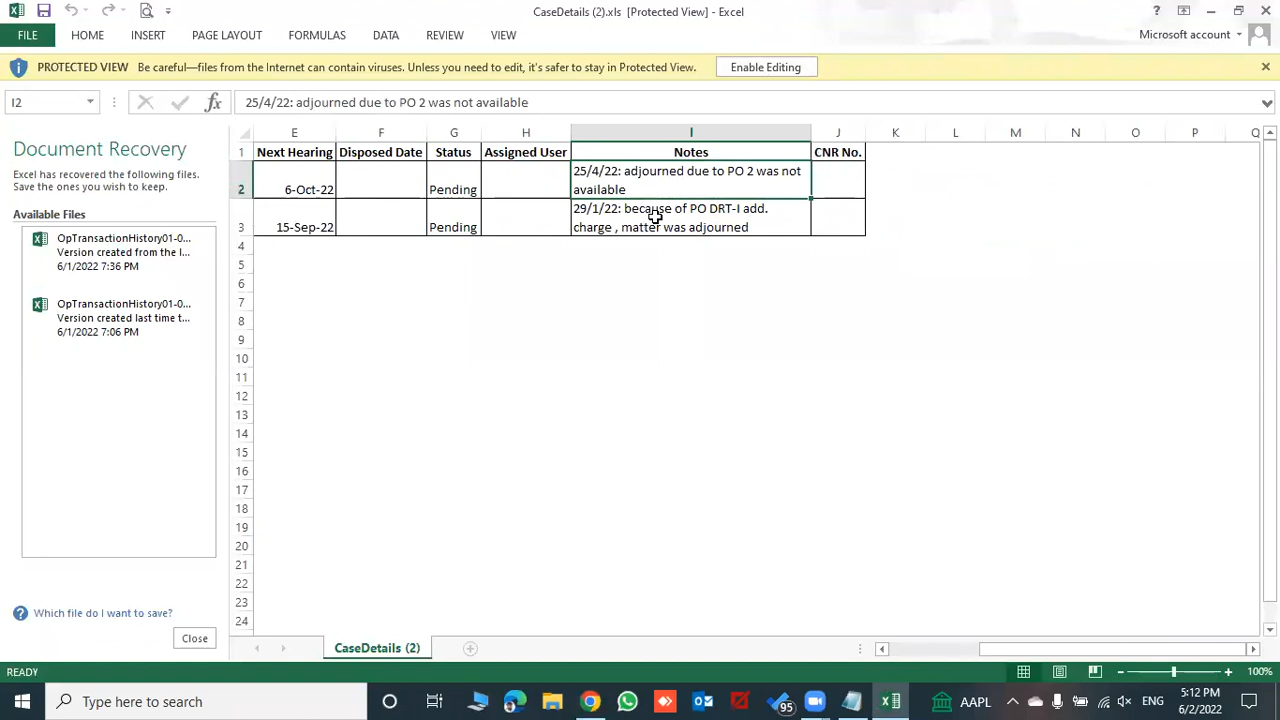 CaseDetails (2).xls [Protected View] - Excel
FILE HOME INSERT PAGE LAYOUT FORMULAS DATA REVIEW VIEW Microsoft account
PROTECTED VIEW Be careful—files from the Internet can contain viruses. Unless you need to edit, it's safer to stay in Protected View. Enable Editing
I2 fx 25/4/22: adjourned due to PO 2 was not available
Document Recovery
Excel has recovered the following files.
Save the ones you wish to keep.
Available Files
OpTransactionHistory01-0...
Version created from the l...
6/1/2022 7:36 PM
OpTransactionHistory01-0...
Version created last time t...
6/1/2022 7:06 PM
Which file do I want to save?
Close
E F G H I J K L M N O P Q
1 Next Hearing Disposed Date Status Assigned User Notes CNR No.
2 6-Oct-22 Pending 25/4/22: adjourned due to PO 2 was not
available
3 15-Sep-22 Pending 29/1/22: because of PO DRT-I add.
charge , matter was adjourned
4
5
6
7
8
9
10
11
12
13
14
15
16
17
18
19
20
21
22
23
24
CaseDetails (2)
READY 100%
Type here to search 95 AAPL ENG 5:12 PM
6/2/2022